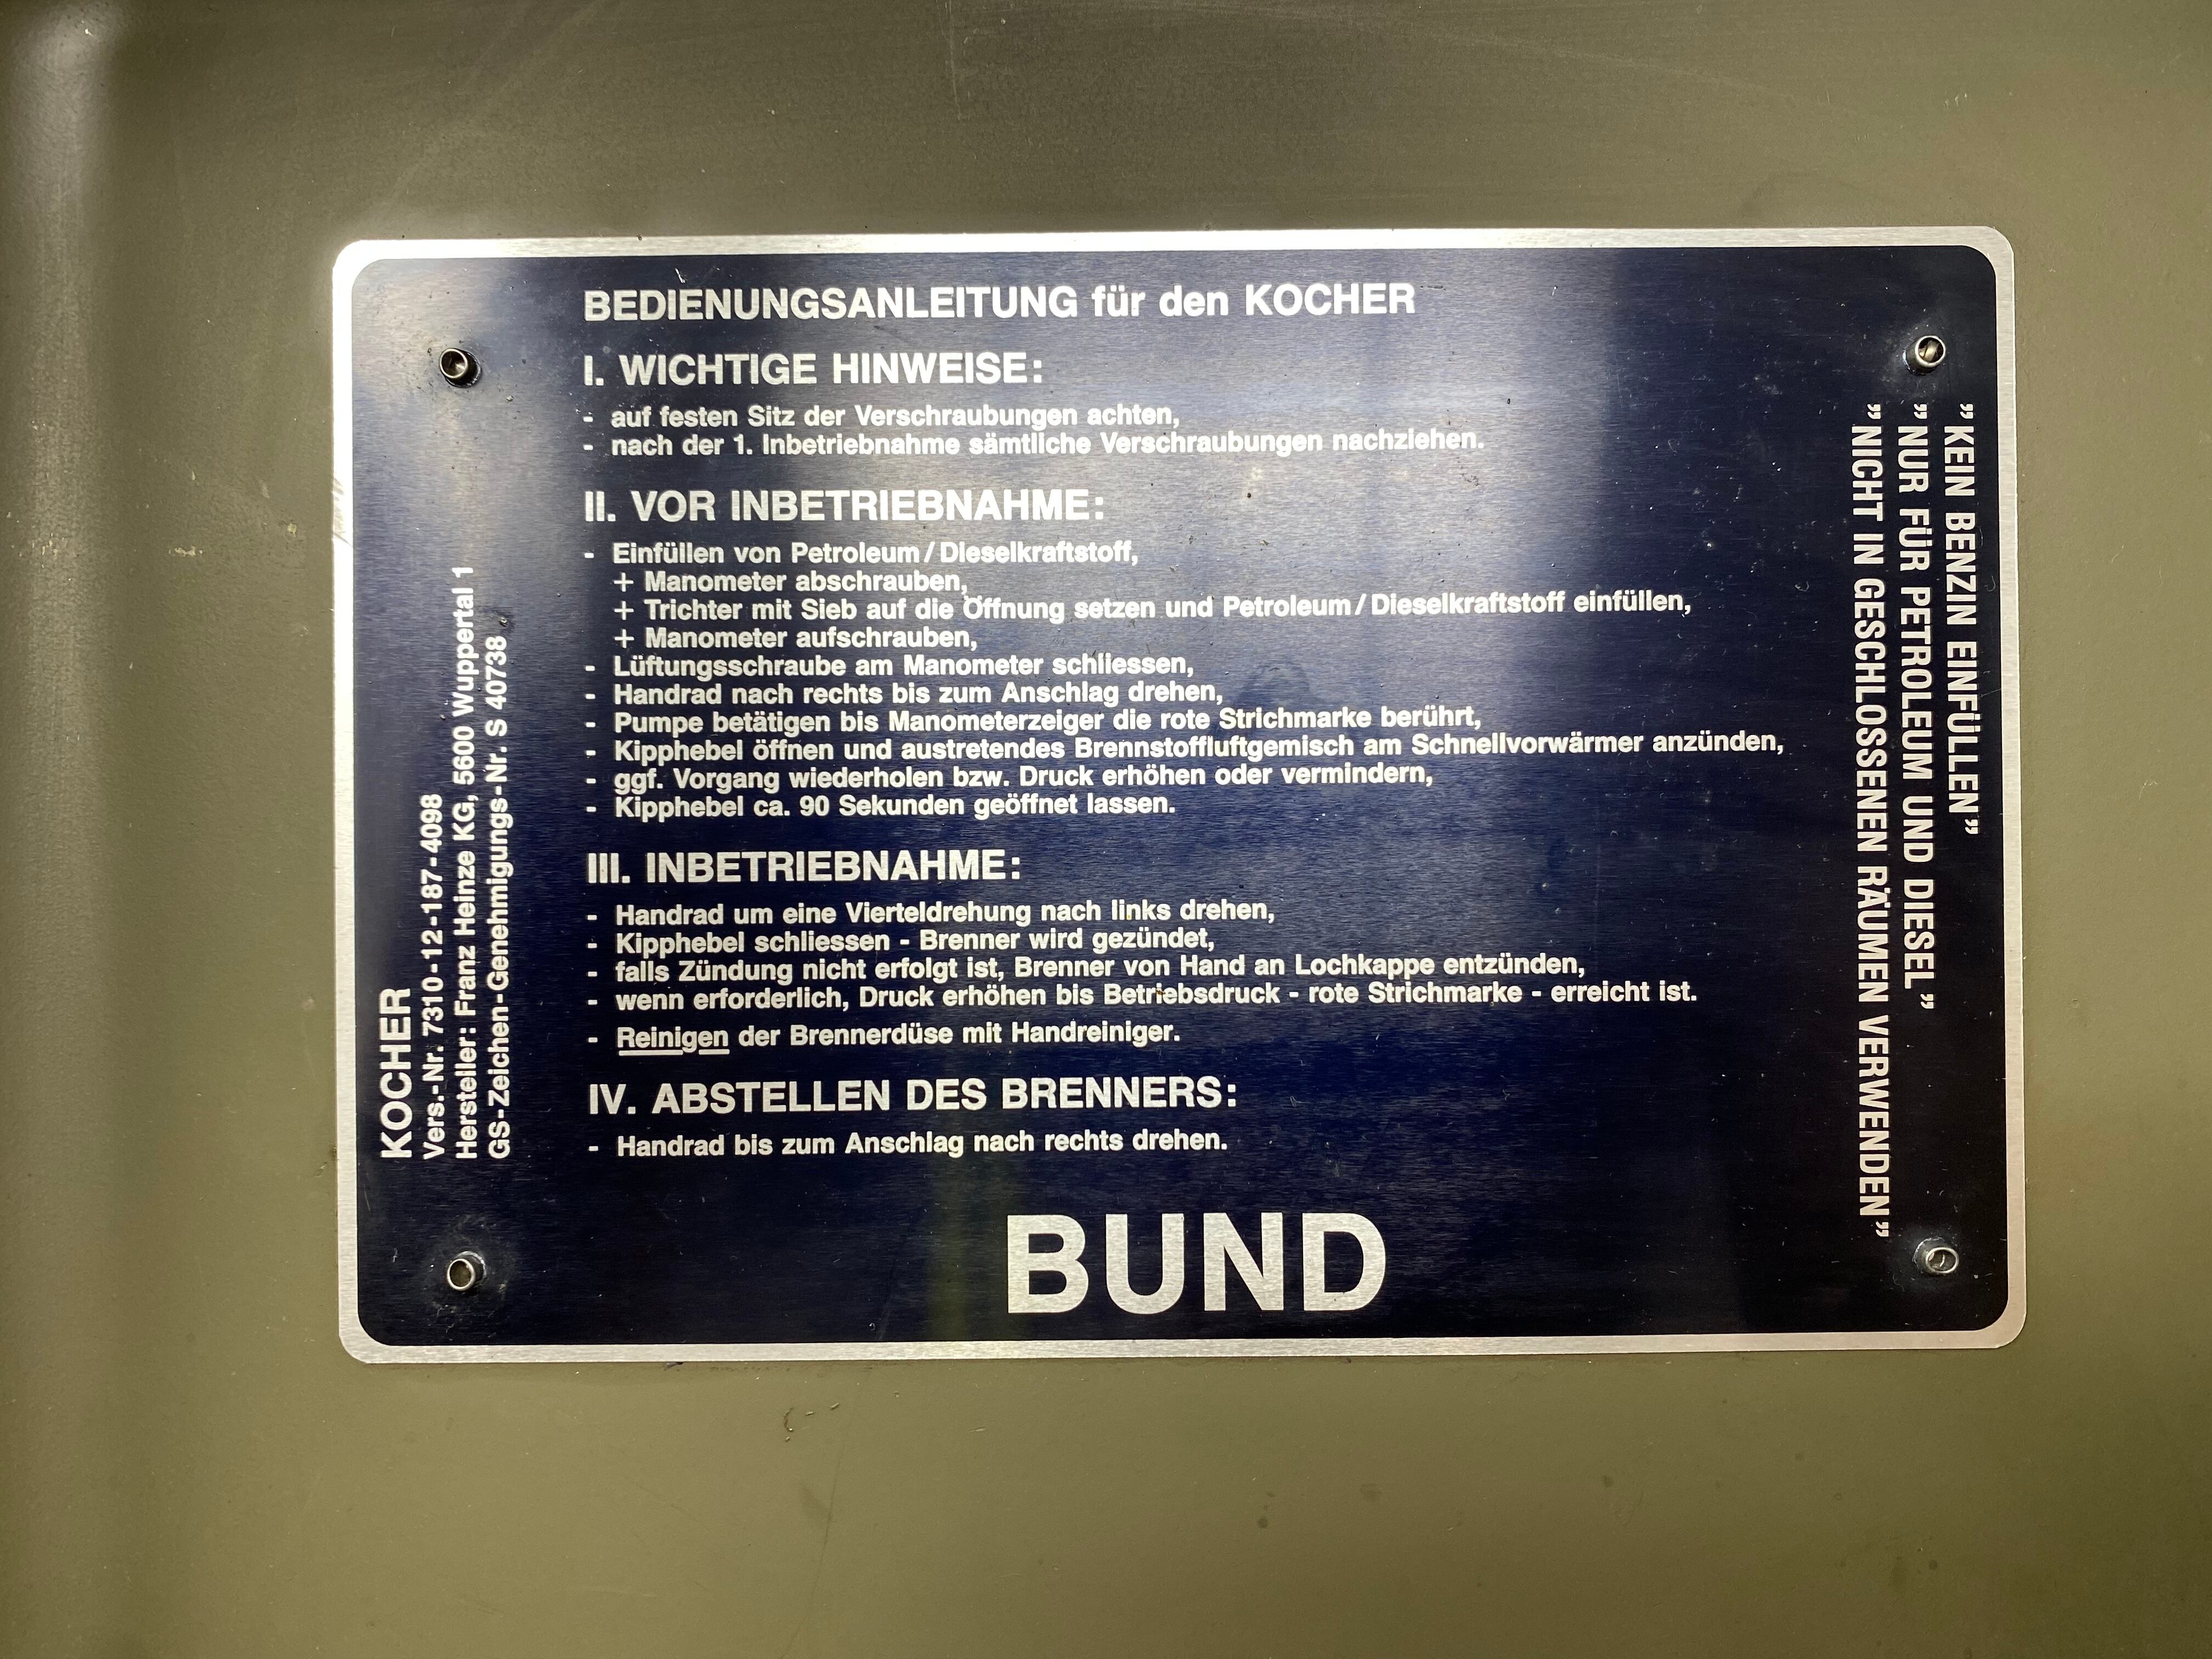 BEDIENUNGSANLEITUNG für den KOCHER
I. WICHTIGE HINWEISE:
- auf festen Sitz der Verschraubungen achten,
- nach der 1. Inbetriebnahme sämtliche Verschraubungen nachziehen.
II. VOR INBETRIEBNAHME:
- Einfüllen von Petroleum/Dieselkraftstoff,
+ Manometer abschrauben,
+ Trichter mit Sieb auf die Öffnung setzen und Petroleum/Dieselkraftstoff einfüllen,
+ Manometer aufschrauben,
- Lüftungsschraube am Manometer schliessen,
- Handrad nach rechts bis zum Anschlag drehen,
- Pumpe betätigen bis Manometerzeiger die rote Strichmarke berührt,
- Kipphebel öffnen und austretendes Brennstoffluftgemisch am Schnellvorwärmer anzünden,
- ggf. Vorgang wiederholen bzw. Druck erhöhen oder vermindern,
- Kipphebel ca. 90 Sekunden geöffnet lassen.
III. INBETRIEBNAHME:
- Handrad um eine Vierteldrehung nach links drehen,
- Kipphebel schliessen - Brenner wird gezündet,
- falls Zündung nicht erfolgt ist, Brenner von Hand an Lochkappe entzünden,
- wenn erforderlich, Druck erhöhen bis Betriebsdruck - rote Strichmarke - erreicht ist.
- Reinigen der Brennerdüse mit Handreiniger.
IV. ABSTELLEN DES BRENNERS:
- Handrad bis zum Anschlag nach rechts drehen.
BUND
KOCHER
Vers.-Nr. 7310-12-187-4098
Hersteller: Franz Heinze KG, 5600 Wuppertal 1
GS-Zeichen-Genehmigungs-Nr. S 40738
"KEIN BENZIN EINFÜLLEN"
"NUR FÜR PETROLEUM UND DIESEL"
"NICHT IN GESCHLOSSENEN RÄUMEN VERWENDEN"